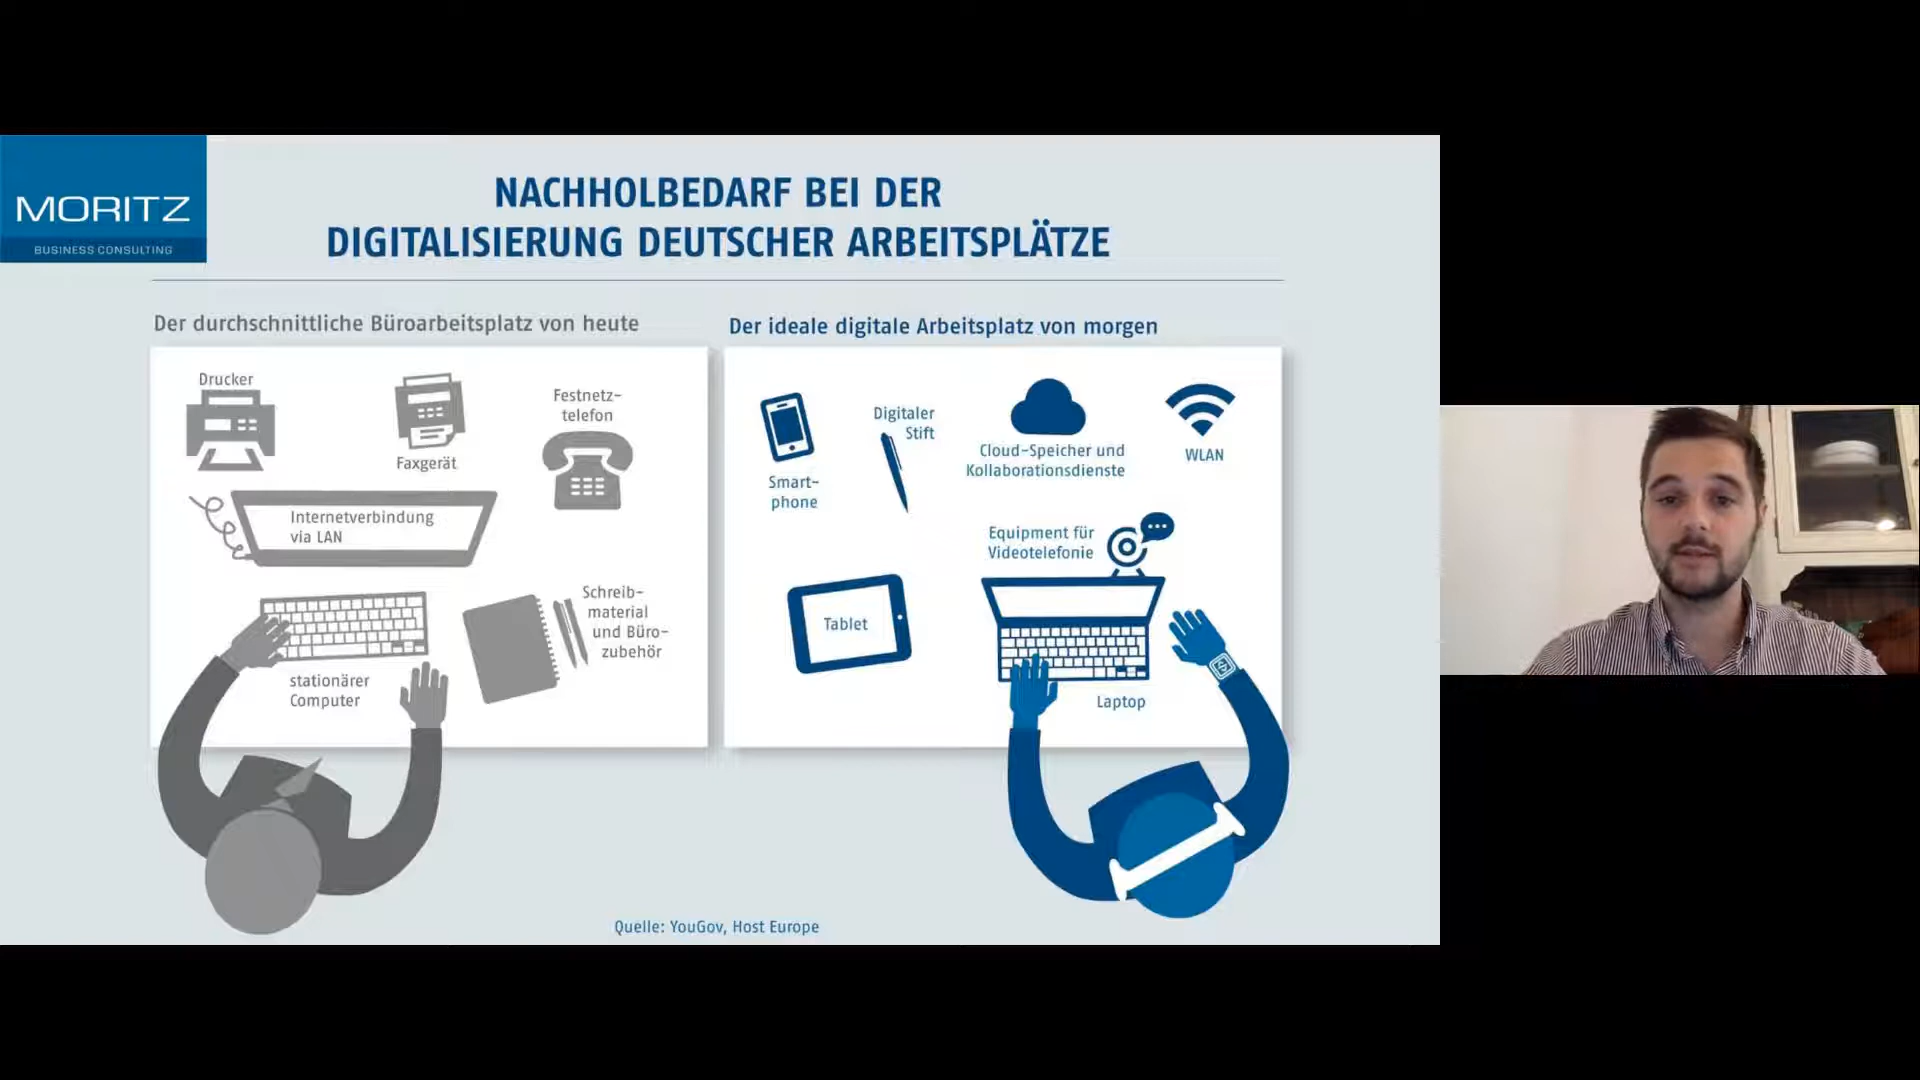 MORITZ
BUSINESS CONSULTING
NACHHOLBEDARF BEI DER
DIGITALISIERUNG DEUTSCHER ARBEITSPLÄTZE
Der durchschnittliche Büroarbeitsplatz von heute
Drucker
Faxgerät
Festnetz-
telefon
Internetverbindung
via LAN
Schreib-
material
und Büro-
zubehör
stationärer
Computer
Der ideale digitale Arbeitsplatz von morgen
Smart-
phone
Digitaler
Stift
Cloud-Speicher und
Kollaborationsdienste
WLAN
Equipment für
Videotelefonie
Tablet
Laptop
Quelle: YouGov, Host Europe